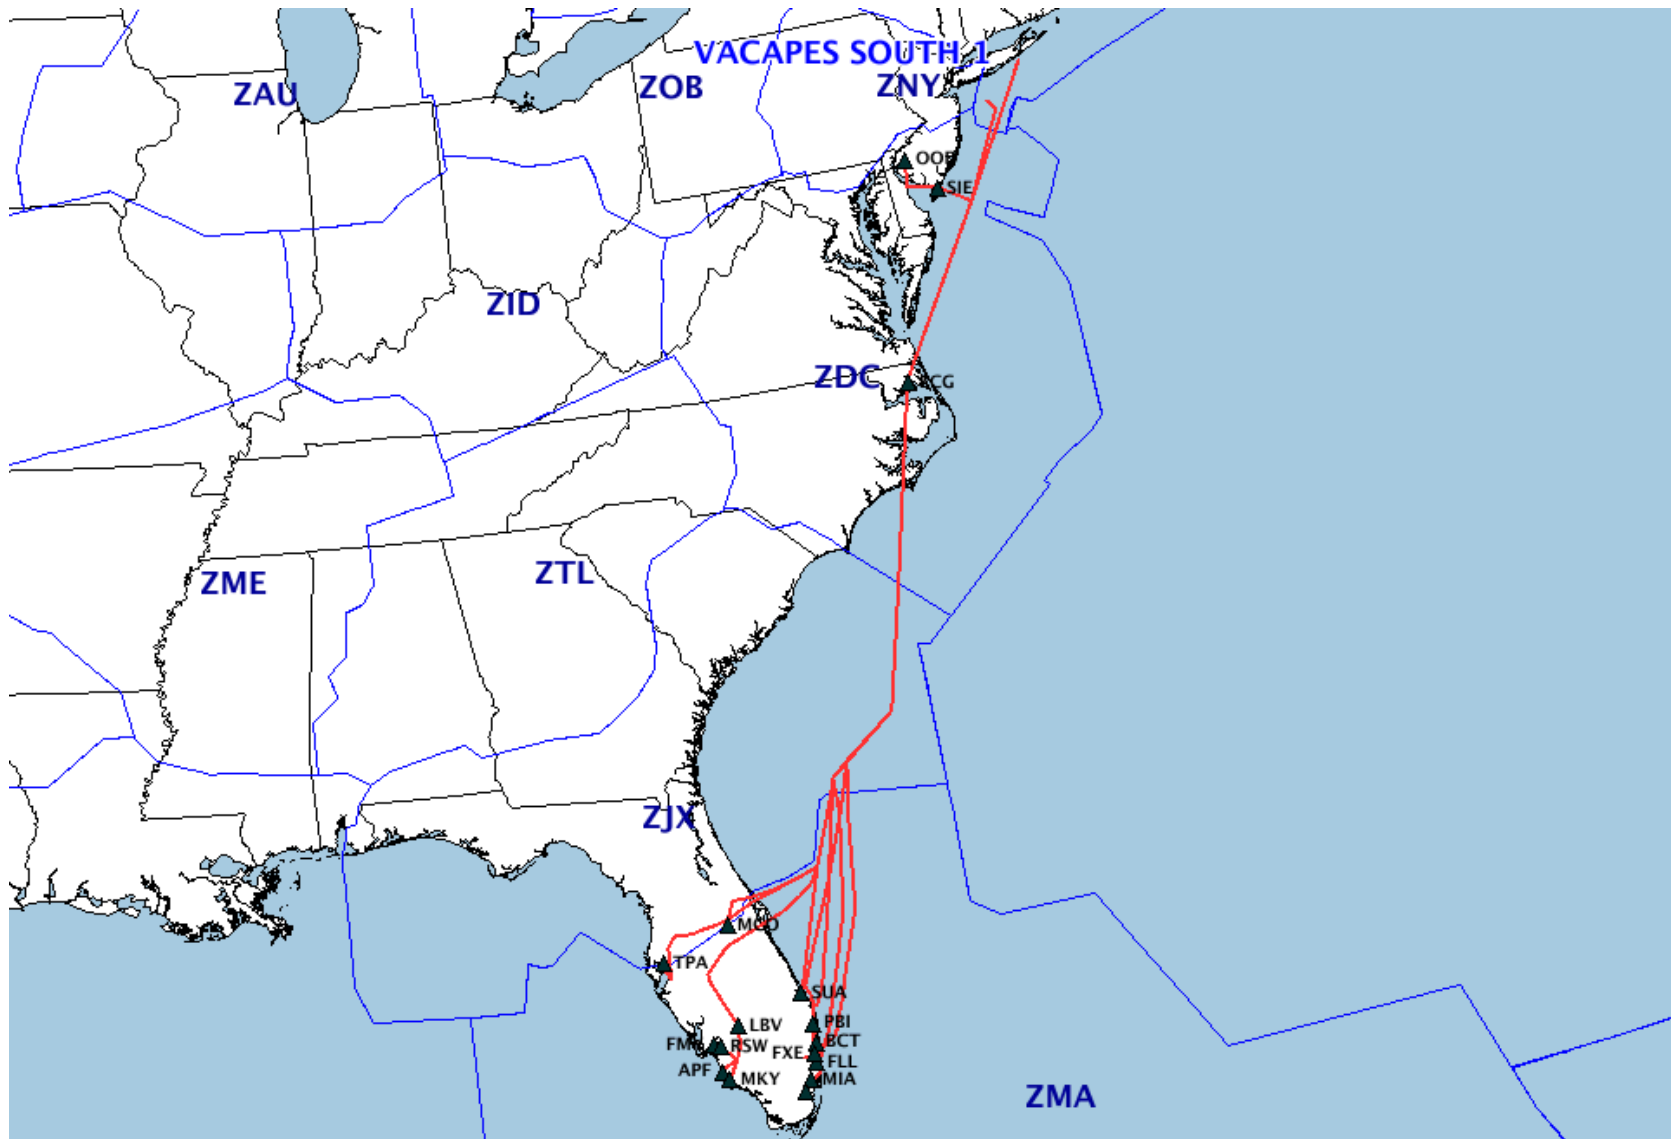 VACAPES SOUTH 1
ZAU
ZOB
ZNY
SIE
ZID
ZDC
ZME
ZTL
ZJX
MCO
TPA
SUA
LBV
PBI
RSW
BCT
FXE
FLL
APF
MKY
MIA
ZMA